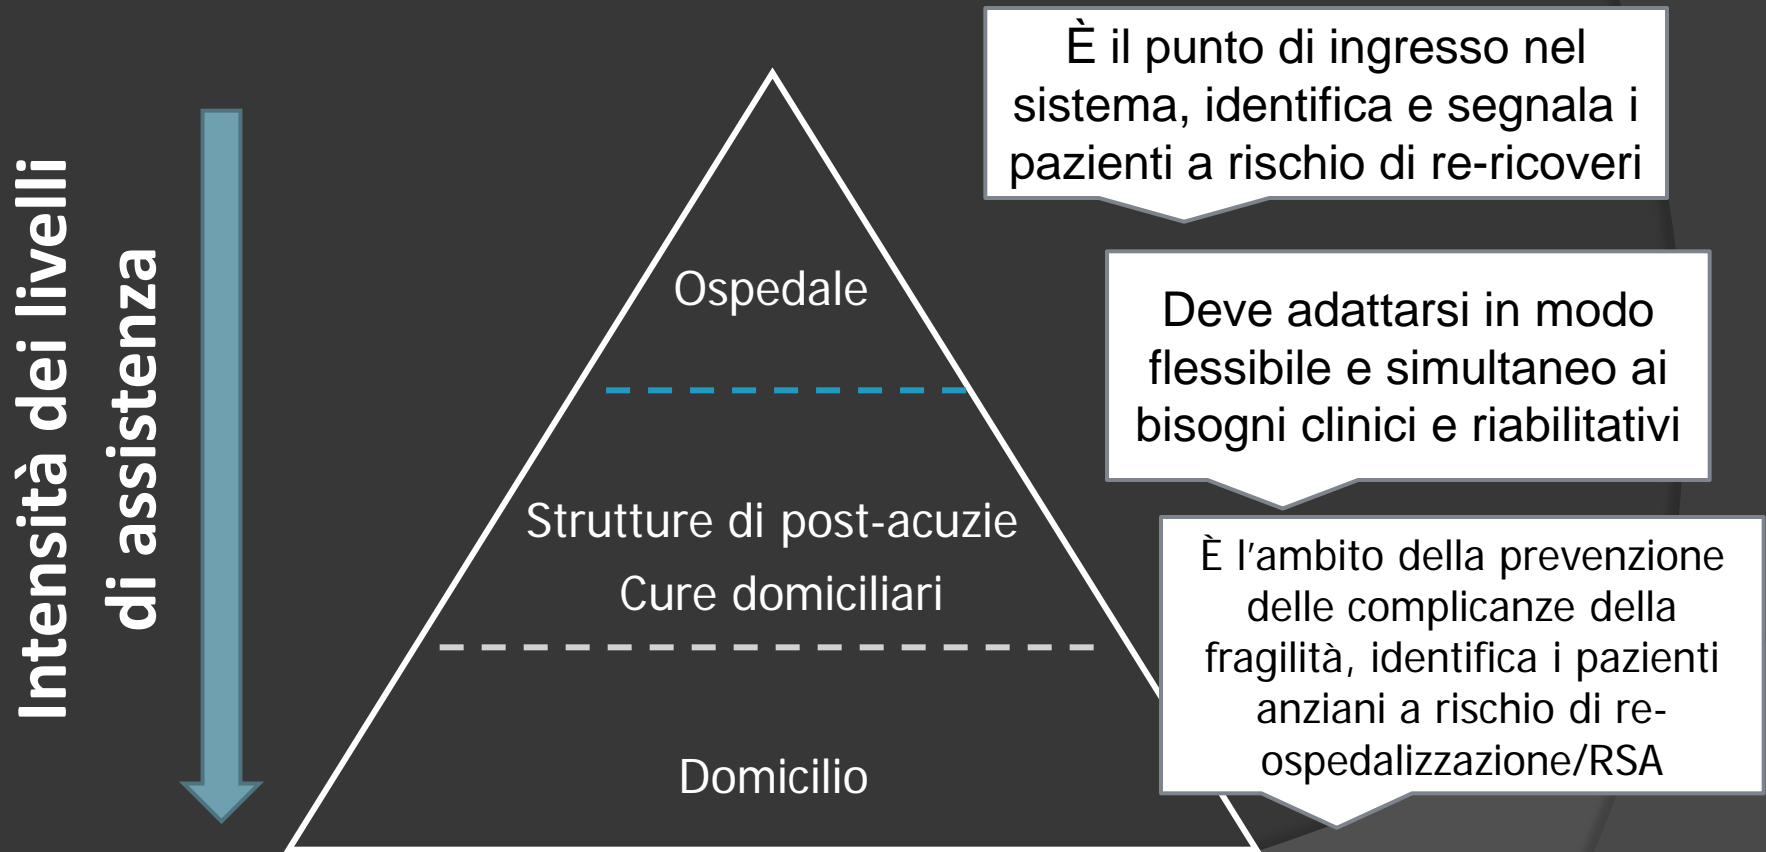 Intensità dei livelli
di assistenza
È il punto di ingresso nel
sistema, identifica e segnala i
pazienti a rischio di re-ricoveri
Ospedale
Deve adattarsi in modo
flessibile e simultaneo ai
bisogni clinici e riabilitativi
Strutture di post-acuzie
Cure domiciliari
È l'ambito della prevenzione
delle complicanze della
fragilità, identifica i pazienti
anziani a rischio di re-
ospedalizzazione/RSA
Domicilio